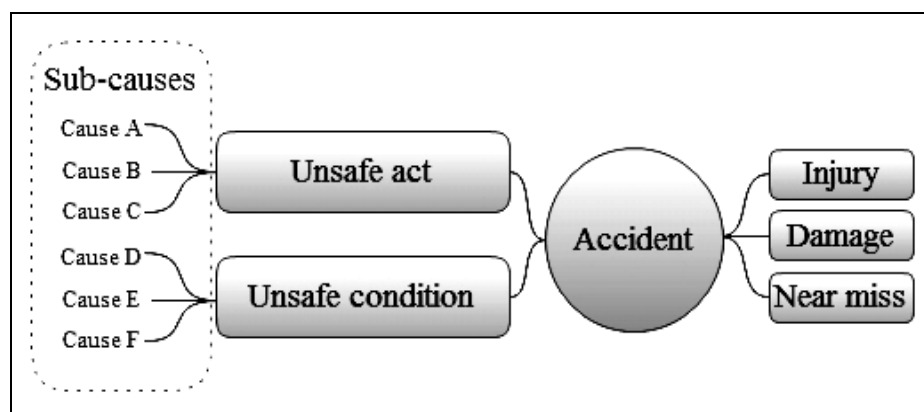 Sub-causes
Cause A
Cause B
Cause C
Cause D
Cause E
Cause F
Unsafe act
Unsafe condition
Accident
Injury
Damage
Near miss